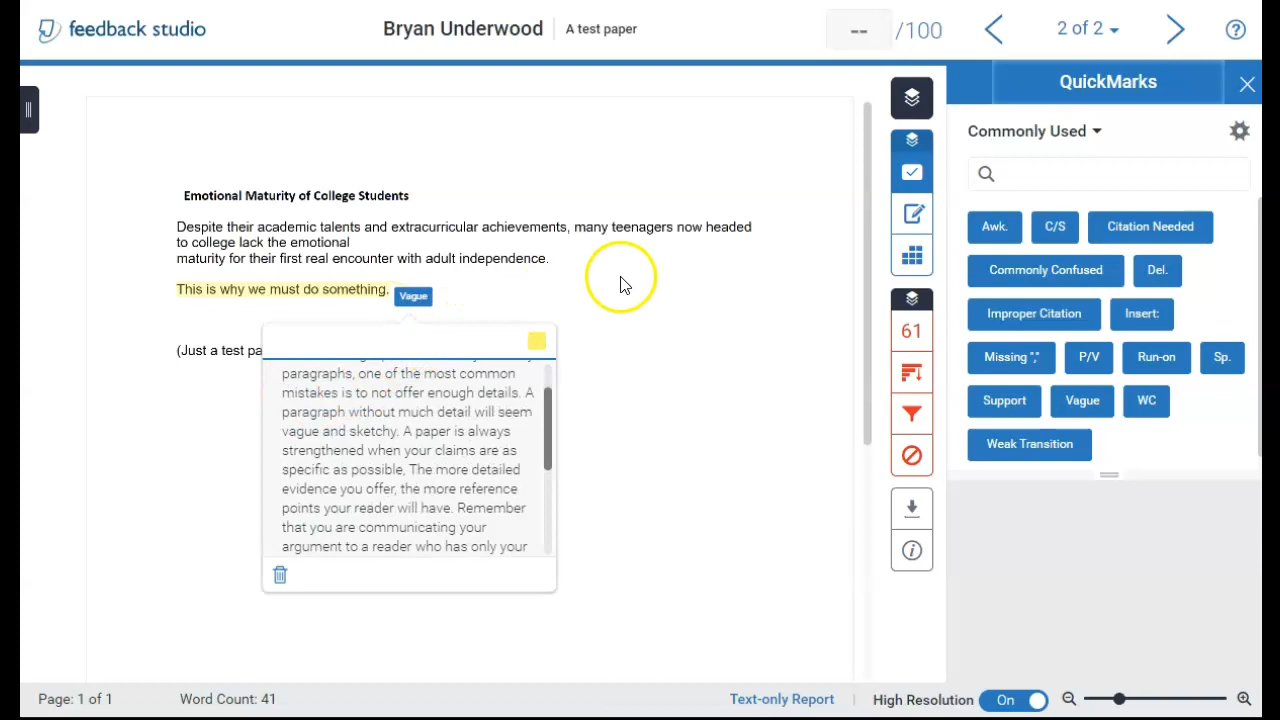 feedback studio
Bryan Underwood
A test paper
-- /100
2 of 2
QuickMarks
Commonly Used
Emotional Maturity of College Students
Despite their academic talents and extracurricular achievements, many teenagers now headed
to college lack the emotional
maturity for their first real encounter with adult independence.
This is why we must do something.
Vague
(Just a test pa
paragraphs, one of the most common
mistakes is to not offer enough details. A
paragraph without much detail will seem
vague and sketchy. A paper is always
strengthened when your claims are as
specific as possible. The more detailed
evidence you offer, the more reference
points your reader will have. Remember
that you are communicating your
argument to a reader who has only your
61
Awk.
C/S
Citation Needed
Commonly Confused
Del.
Improper Citation
Insert:
Missing ","
P/V
Run-on
Sp.
Support
Vague
WC
Weak Transition
Page: 1 of 1
Word Count: 41
Text-only Report
High Resolution
On